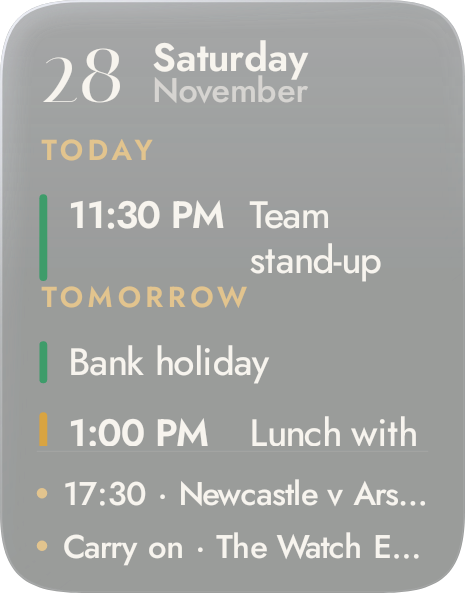 28 Saturday
November
TODAY
11:30 PM Team
stand-up
TOMORROW
Bank holiday
1:00 PM Lunch with
17:30 · Newcastle v Ars...
Carry on · The Watch E...